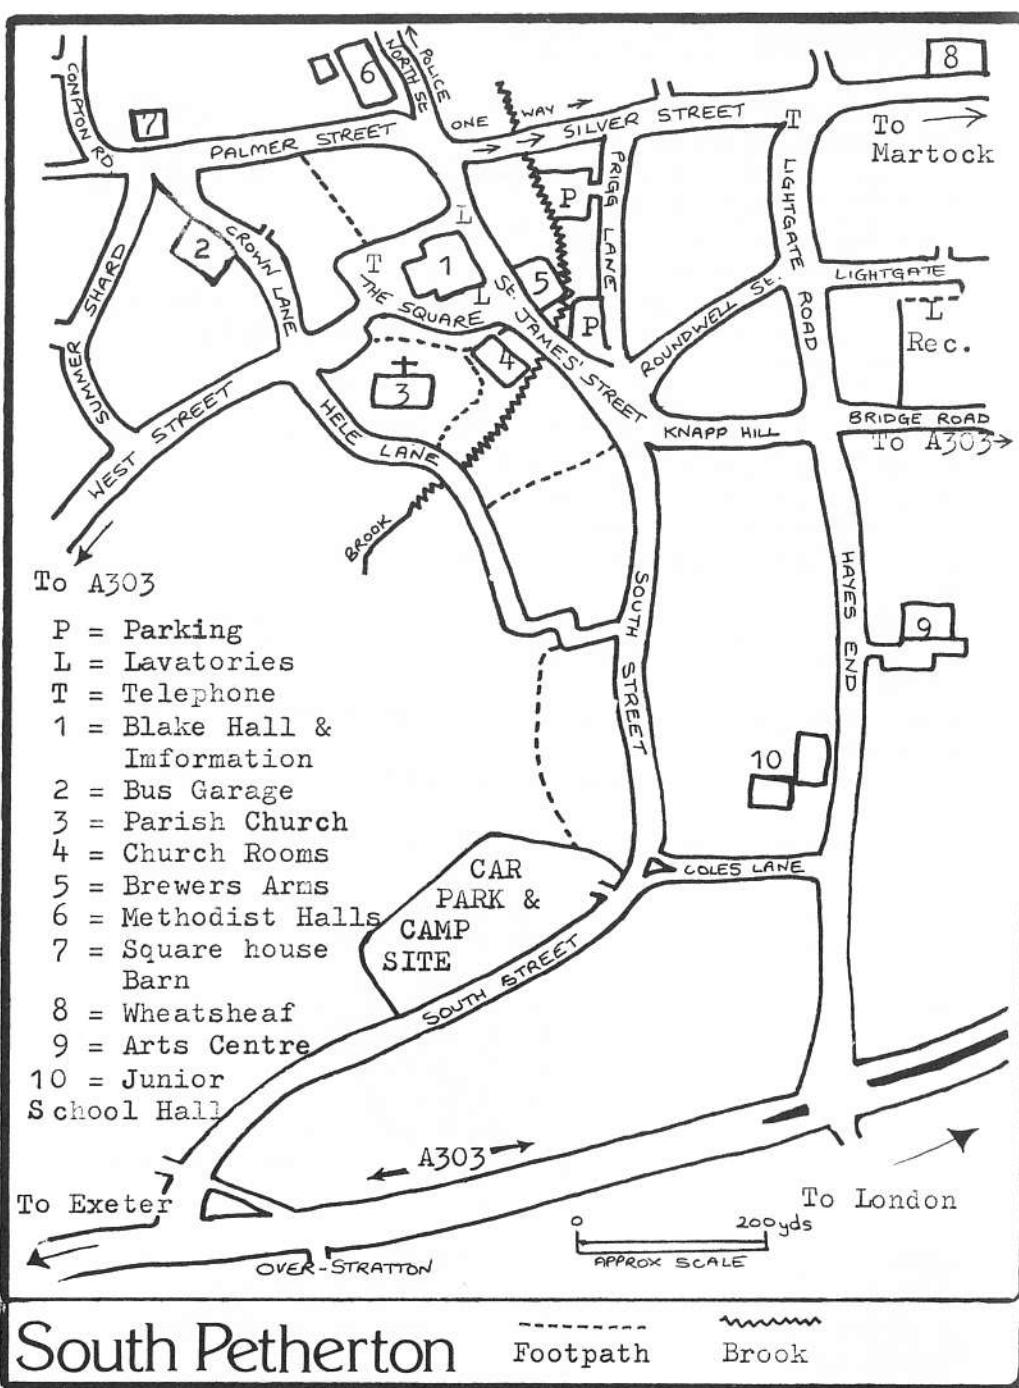 COMPTON RD.
7
6
NORTH ST.
POLICE
8
PALMER STREET
ONE WAY
SILVER STREET
T
To
Martock
PRIGG LANE
P
LIGHTGATE ROAD
LIGHTGATE
L
Rec.
SUMMER SHARD
2
CROWN LANE
T
1
L
L
THE SQUARE
5
P
ST. JAMES' STREET
ROUNDWELL St.
4
3
KNAPP HILL
BRIDGE ROAD
To A303
WEST STREET
HELE LANE
BROOK
To A303
SOUTH STREET
HAYES END
9
10
P = Parking
L = Lavatories
T = Telephone
1 = Blake Hall &
Imformation
2 = Bus Garage
3 = Parish Church
4 = Church Rooms
5 = Brewers Arms
6 = Methodist Halls
7 = Square house
Barn
8 = Wheatsheaf
9 = Arts Centre
10 = Junior
School Hall
CAR
PARK &
CAMP
SITE
COLES LANE
SOUTH STREET
A303
To Exeter
To London
0 200yds
APPROX SCALE
OVER-STRATTON
South Petherton
Footpath
Brook